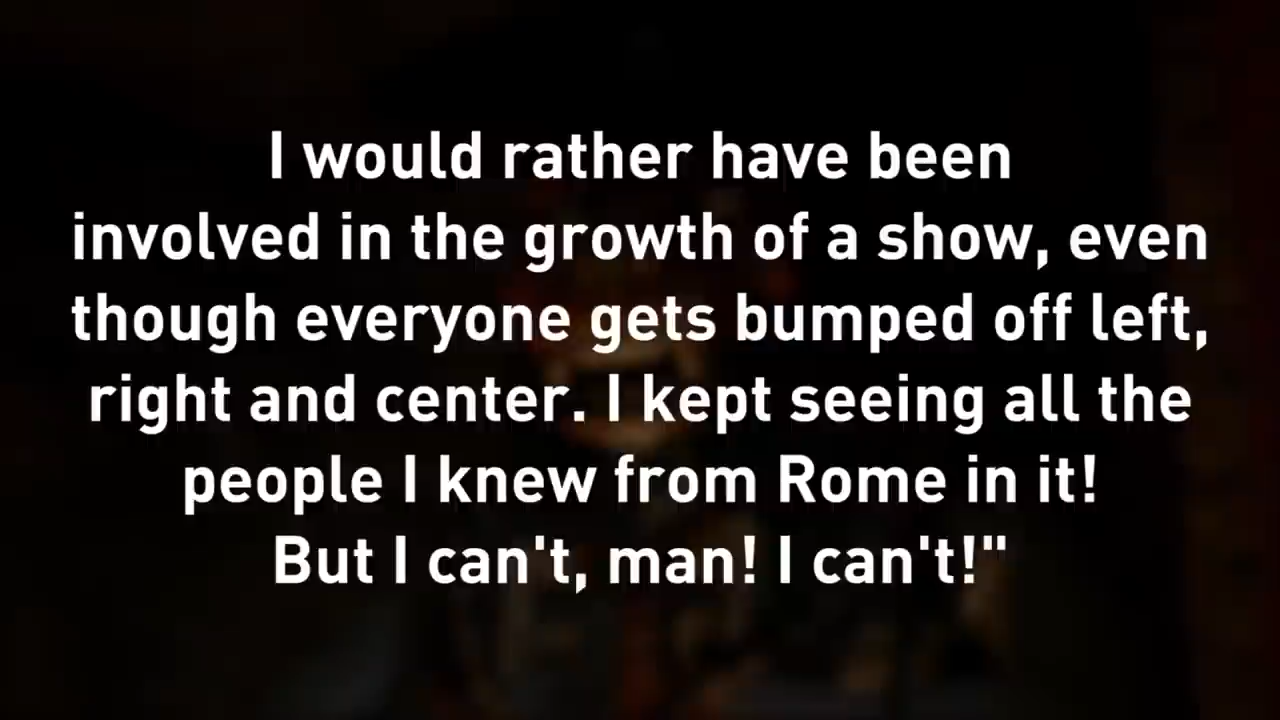 I would rather have been
involved in the growth of a show, even
though everyone gets bumped off left,
right and center. I kept seeing all the
people I knew from Rome in it!
But I can't, man! I can't!"